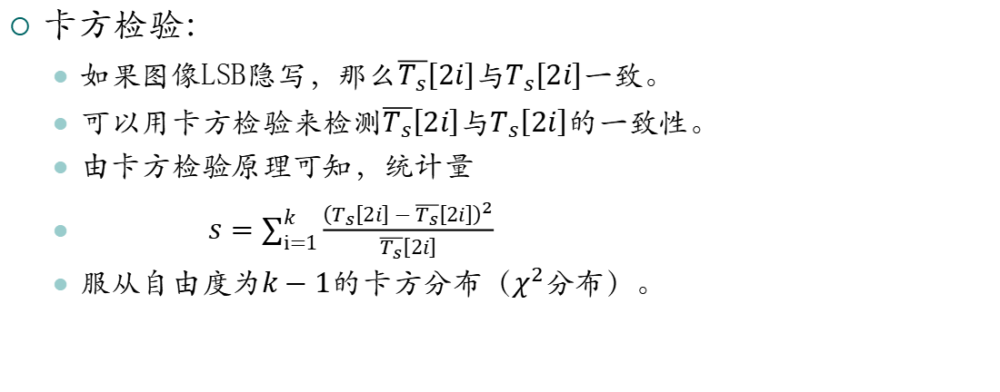 卡方检验:
如果图像LSB隐写，那么$\overline{T_s}[2i]$与$T_s[2i]$一致。
可以用卡方检验来检测$\overline{T_s}[2i]$与$T_s[2i]$的一致性。
由卡方检验原理可知，统计量
$s = \sum_{i=1}^{k} \frac{(T_s[2i] - \overline{T_s}[2i])^2}{\overline{T_s}[2i]}$
服从自由度为$k-1$的卡方分布（$\chi^2$分布）。